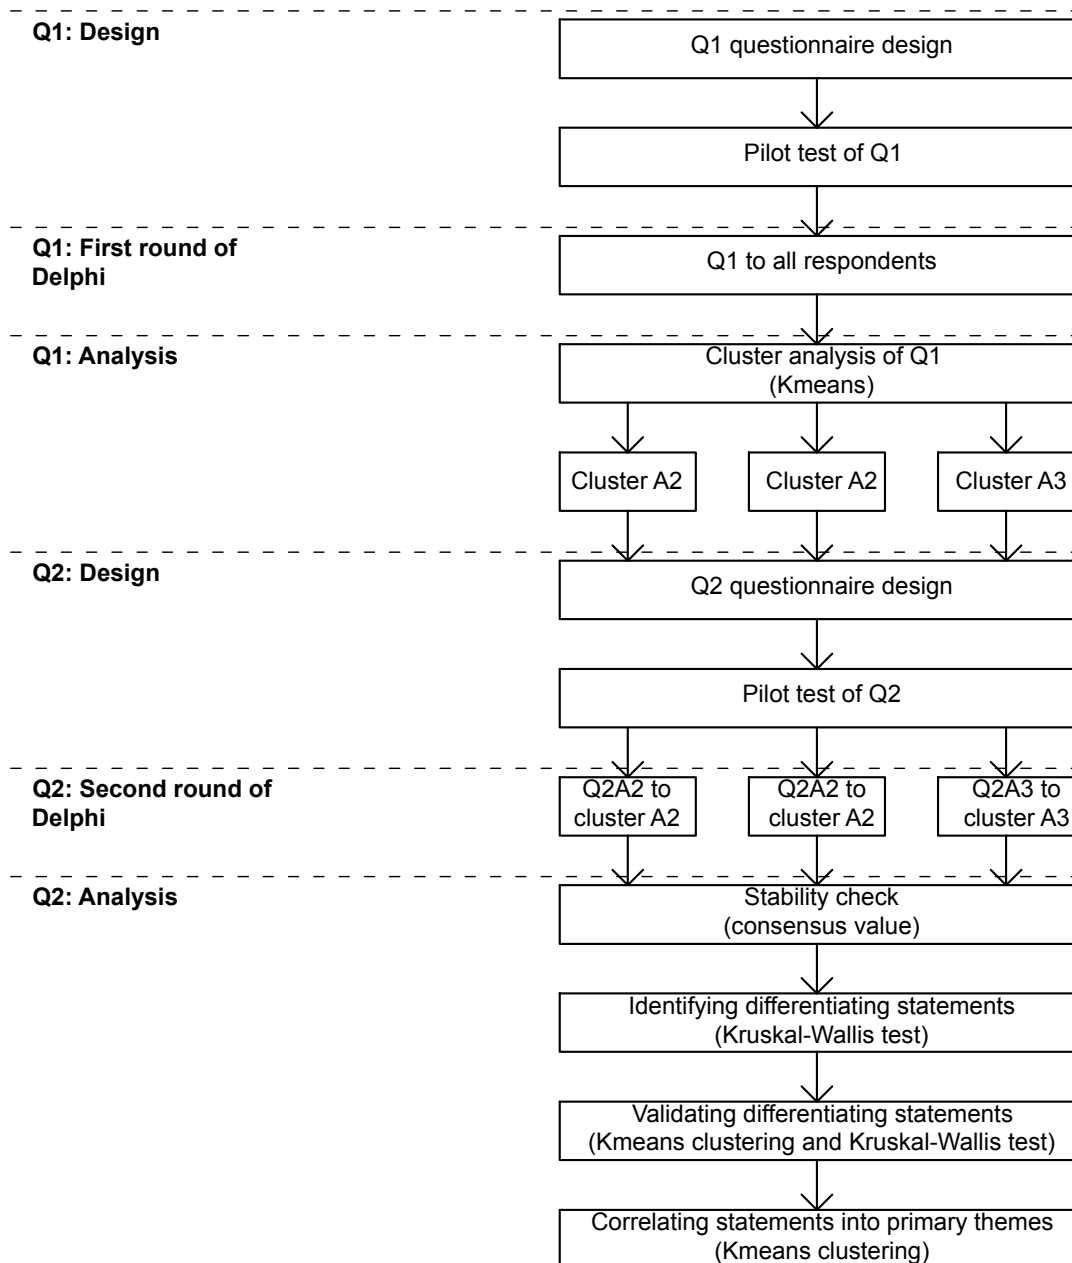 Q1: Design
Q1 questionnaire design
Pilot test of Q1
Q1: First round of
Delphi
Q1 to all respondents
Q1: Analysis
Cluster analysis of Q1
(Kmeans)
Cluster A2
Cluster A2
Cluster A3
Q2: Design
Q2 questionnaire design
Pilot test of Q2
Q2: Second round of
Delphi
Q2A2 to
cluster A2
Q2A2 to
cluster A2
Q2A3 to
cluster A3
Q2: Analysis
Stability check
(consensus value)
Identifying differentiating statements
(Kruskal-Wallis test)
Validating differentiating statements
(Kmeans clustering and Kruskal-Wallis test)
Correlating statements into primary themes
(Kmeans clustering)